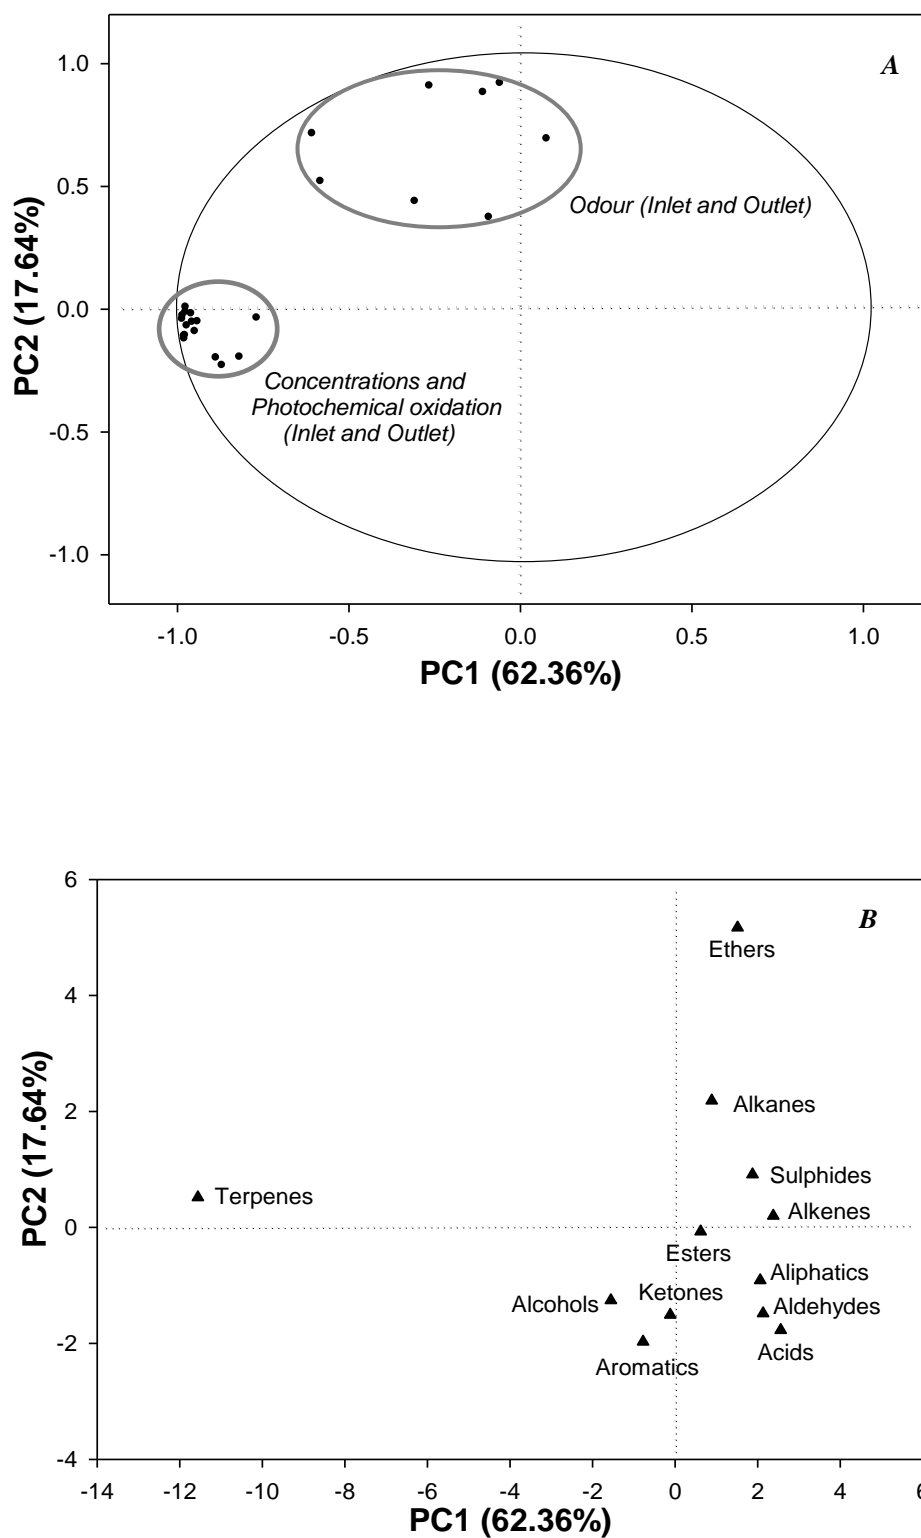 A
1.0
0.5
0.0
-0.5
-1.0
PC2 (17.64%)
Odour (Inlet and Outlet)
Concentrations and
Photochemical oxidation
(Inlet and Outlet)
-1.0 -0.5 0.0 0.5 1.0
PC1 (62.36%)
B
6
4
2
0
-2
-4
PC2 (17.64%)
Ethers
Alkanes
Sulphides
Terpenes
Alkenes
Esters
Aliphatics
Ketones
Alcohols
Aldehydes
Acids
Aromatics
-14 -12 -10 -8 -6 -4 -2 0 2 4 6
PC1 (62.36%)